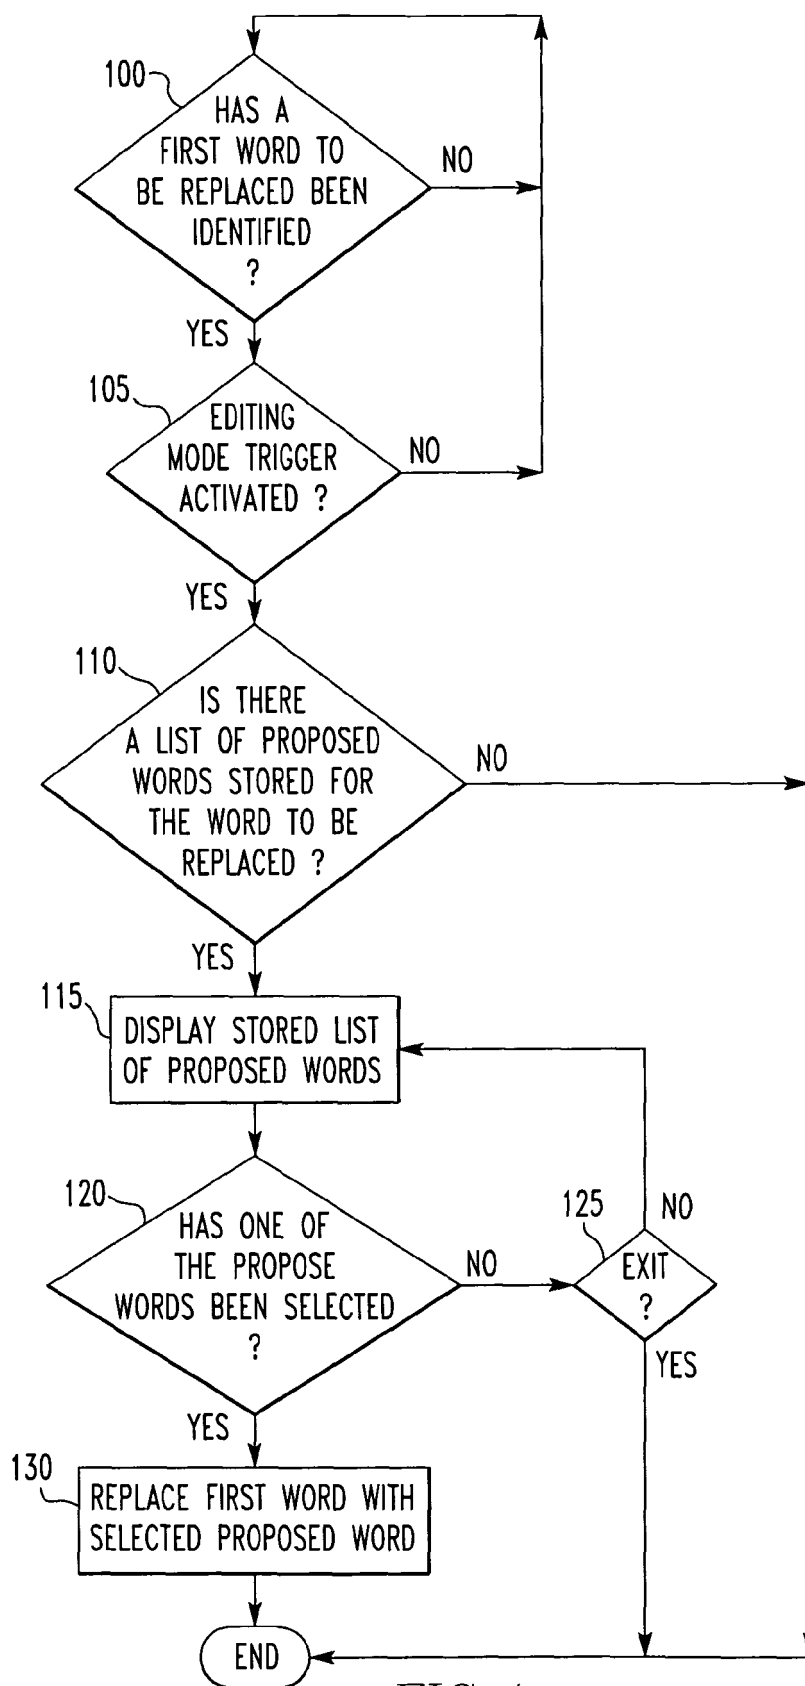 100
HAS A
FIRST WORD TO
BE REPLACED BEEN
IDENTIFIED
?
NO
YES
105
EDITING
MODE TRIGGER
ACTIVATED ?
NO
YES
110
IS THERE
A LIST OF PROPOSED
WORDS STORED FOR
THE WORD TO BE
REPLACED ?
NO
YES
115
DISPLAY STORED LIST
OF PROPOSED WORDS
120
HAS ONE OF
THE PROPOSE
WORDS BEEN SELECTED
?
NO
125
EXIT
?
NO
YES
YES
130
REPLACE FIRST WORD WITH
SELECTED PROPOSED WORD
END